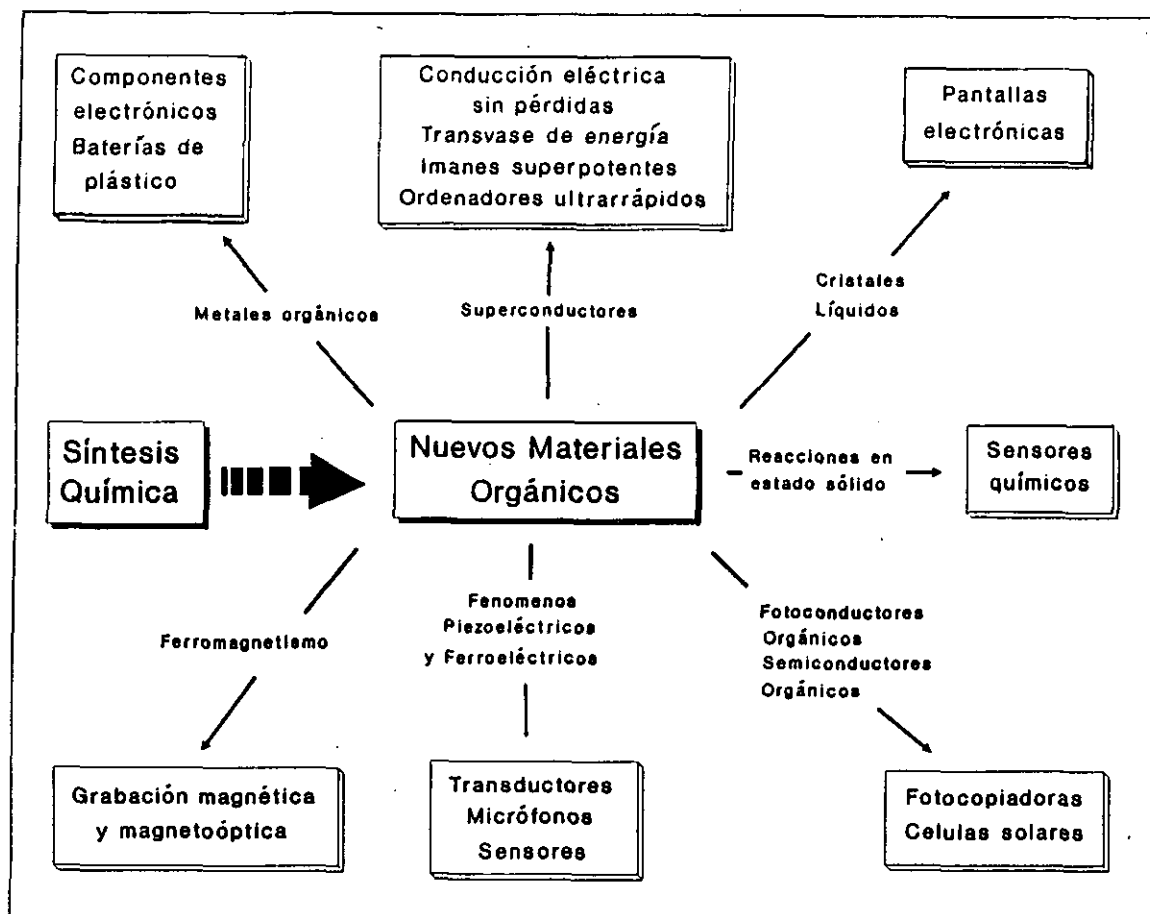 Componentes
electrónicos
Baterías de
plástico
Conducción eléctrica
sin pérdidas
Transvase de energía
Imanes superpotentes
Ordenadores ultrarrápidos
Pantallas
electrónicas
Metales orgánicos
Superconductores
Cristales
Líquidos
Síntesis
Química
Nuevos Materiales
Orgánicos
Reacciones en
estado sólido
Sensores
químicos
Ferromagnetismo
Fenomenos
Piezoeléctricos
y Ferroeléctricos
Fotoconductores
Orgánicos
Semiconductores
Orgánicos
Grabación magnética
y magnetoóptica
Transductores
Micrófonos
Sensores
Fotocopiadoras
Celulas solares